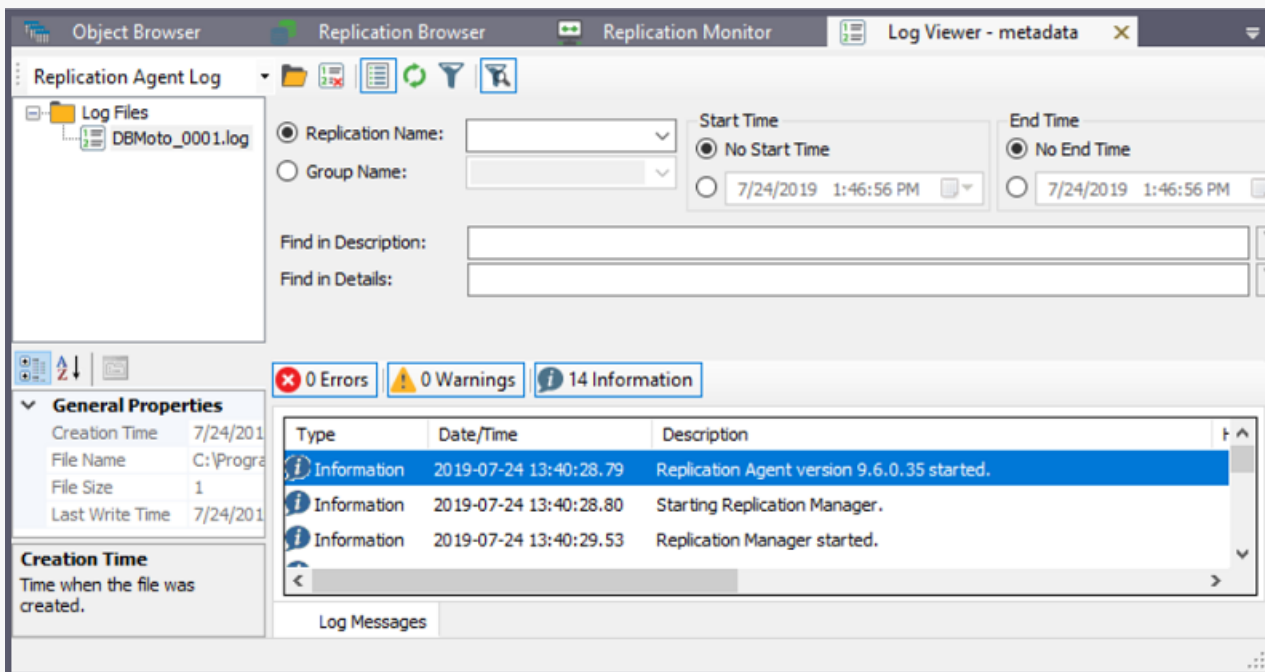 Object Browser Replication Browser Replication Monitor Log Viewer - metadata
Replication Agent Log
Log Files
DBMoto_0001.log
Replication Name:
Group Name:
Start Time
No Start Time
7/24/2019 1:46:56 PM
End Time
No End Time
7/24/2019 1:46:56 PM
Find in Description:
Find in Details:
General Properties
Creation Time 7/24/201
File Name C:\Progra
File Size 1
Last Write Time 7/24/201
Creation Time
Time when the file was
created.
0 Errors 0 Warnings 14 Information
Type Date/Time Description
Information 2019-07-24 13:40:28.79 Replication Agent version 9.6.0.35 started.
Information 2019-07-24 13:40:28.80 Starting Replication Manager.
Information 2019-07-24 13:40:29.53 Replication Manager started.
Log Messages